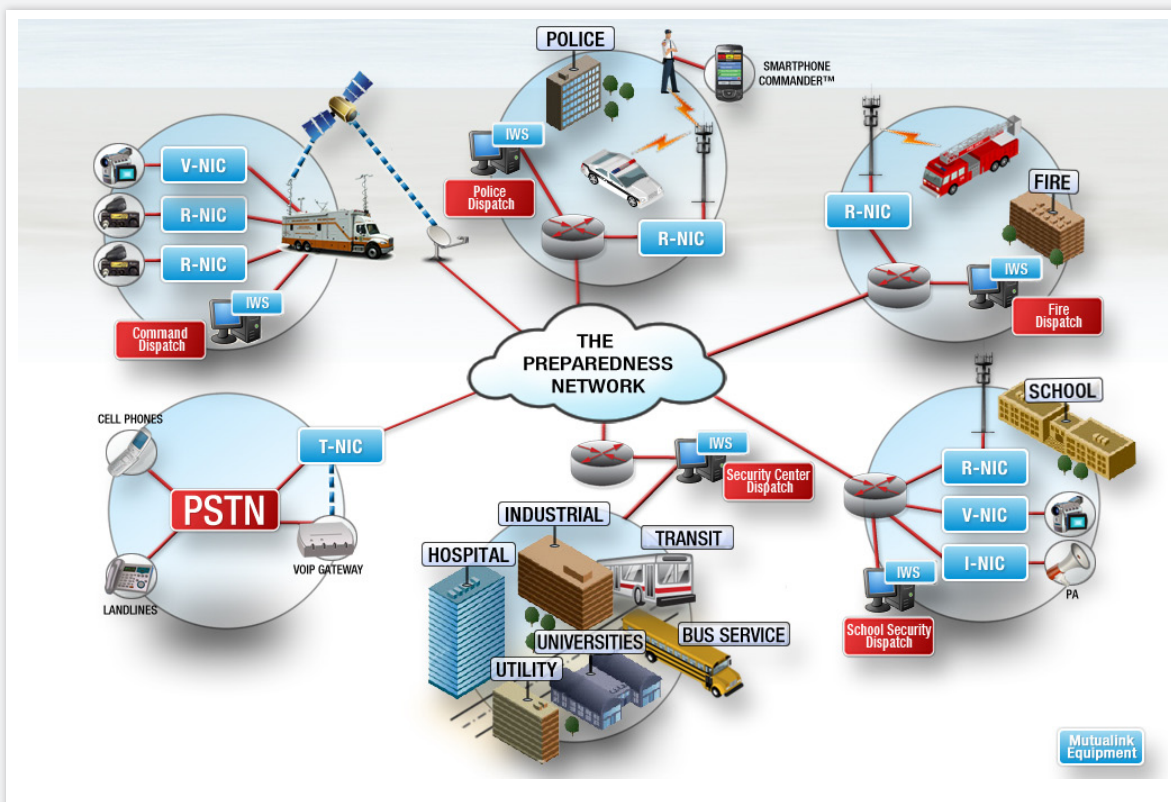 POLICE
SMARTPHONE
COMMANDER™
IWS
Police
Dispatch
R-NIC
V-NIC
R-NIC
R-NIC
IWS
Command
Dispatch
R-NIC
FIRE
IWS
Fire
Dispatch
THE
PREPAREDNESS
NETWORK
CELL PHONES
T-NIC
PSTN
VOIP GATEWAY
LANDLINES
IWS
Security Center
Dispatch
INDUSTRIAL
TRANSIT
HOSPITAL
UNIVERSITIES
BUS SERVICE
UTILITY
SCHOOL
R-NIC
V-NIC
I-NIC
PA
IWS
School Security
Dispatch
Mutualink
Equipment